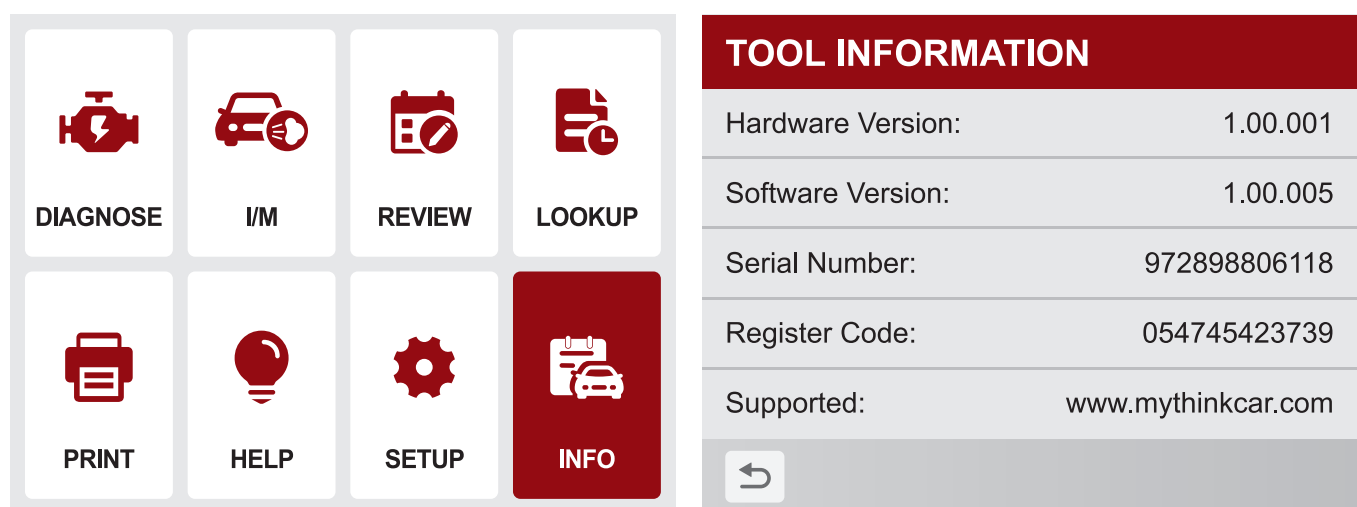 DIAGNOSE
I/M
REVIEW
LOOKUP
PRINT
HELP
SETUP
INFO
TOOL INFORMATION
Hardware Version: 1.00.001
Software Version: 1.00.005
Serial Number: 972898806118
Register Code: 054745423739
Supported: www.mythinkcar.com